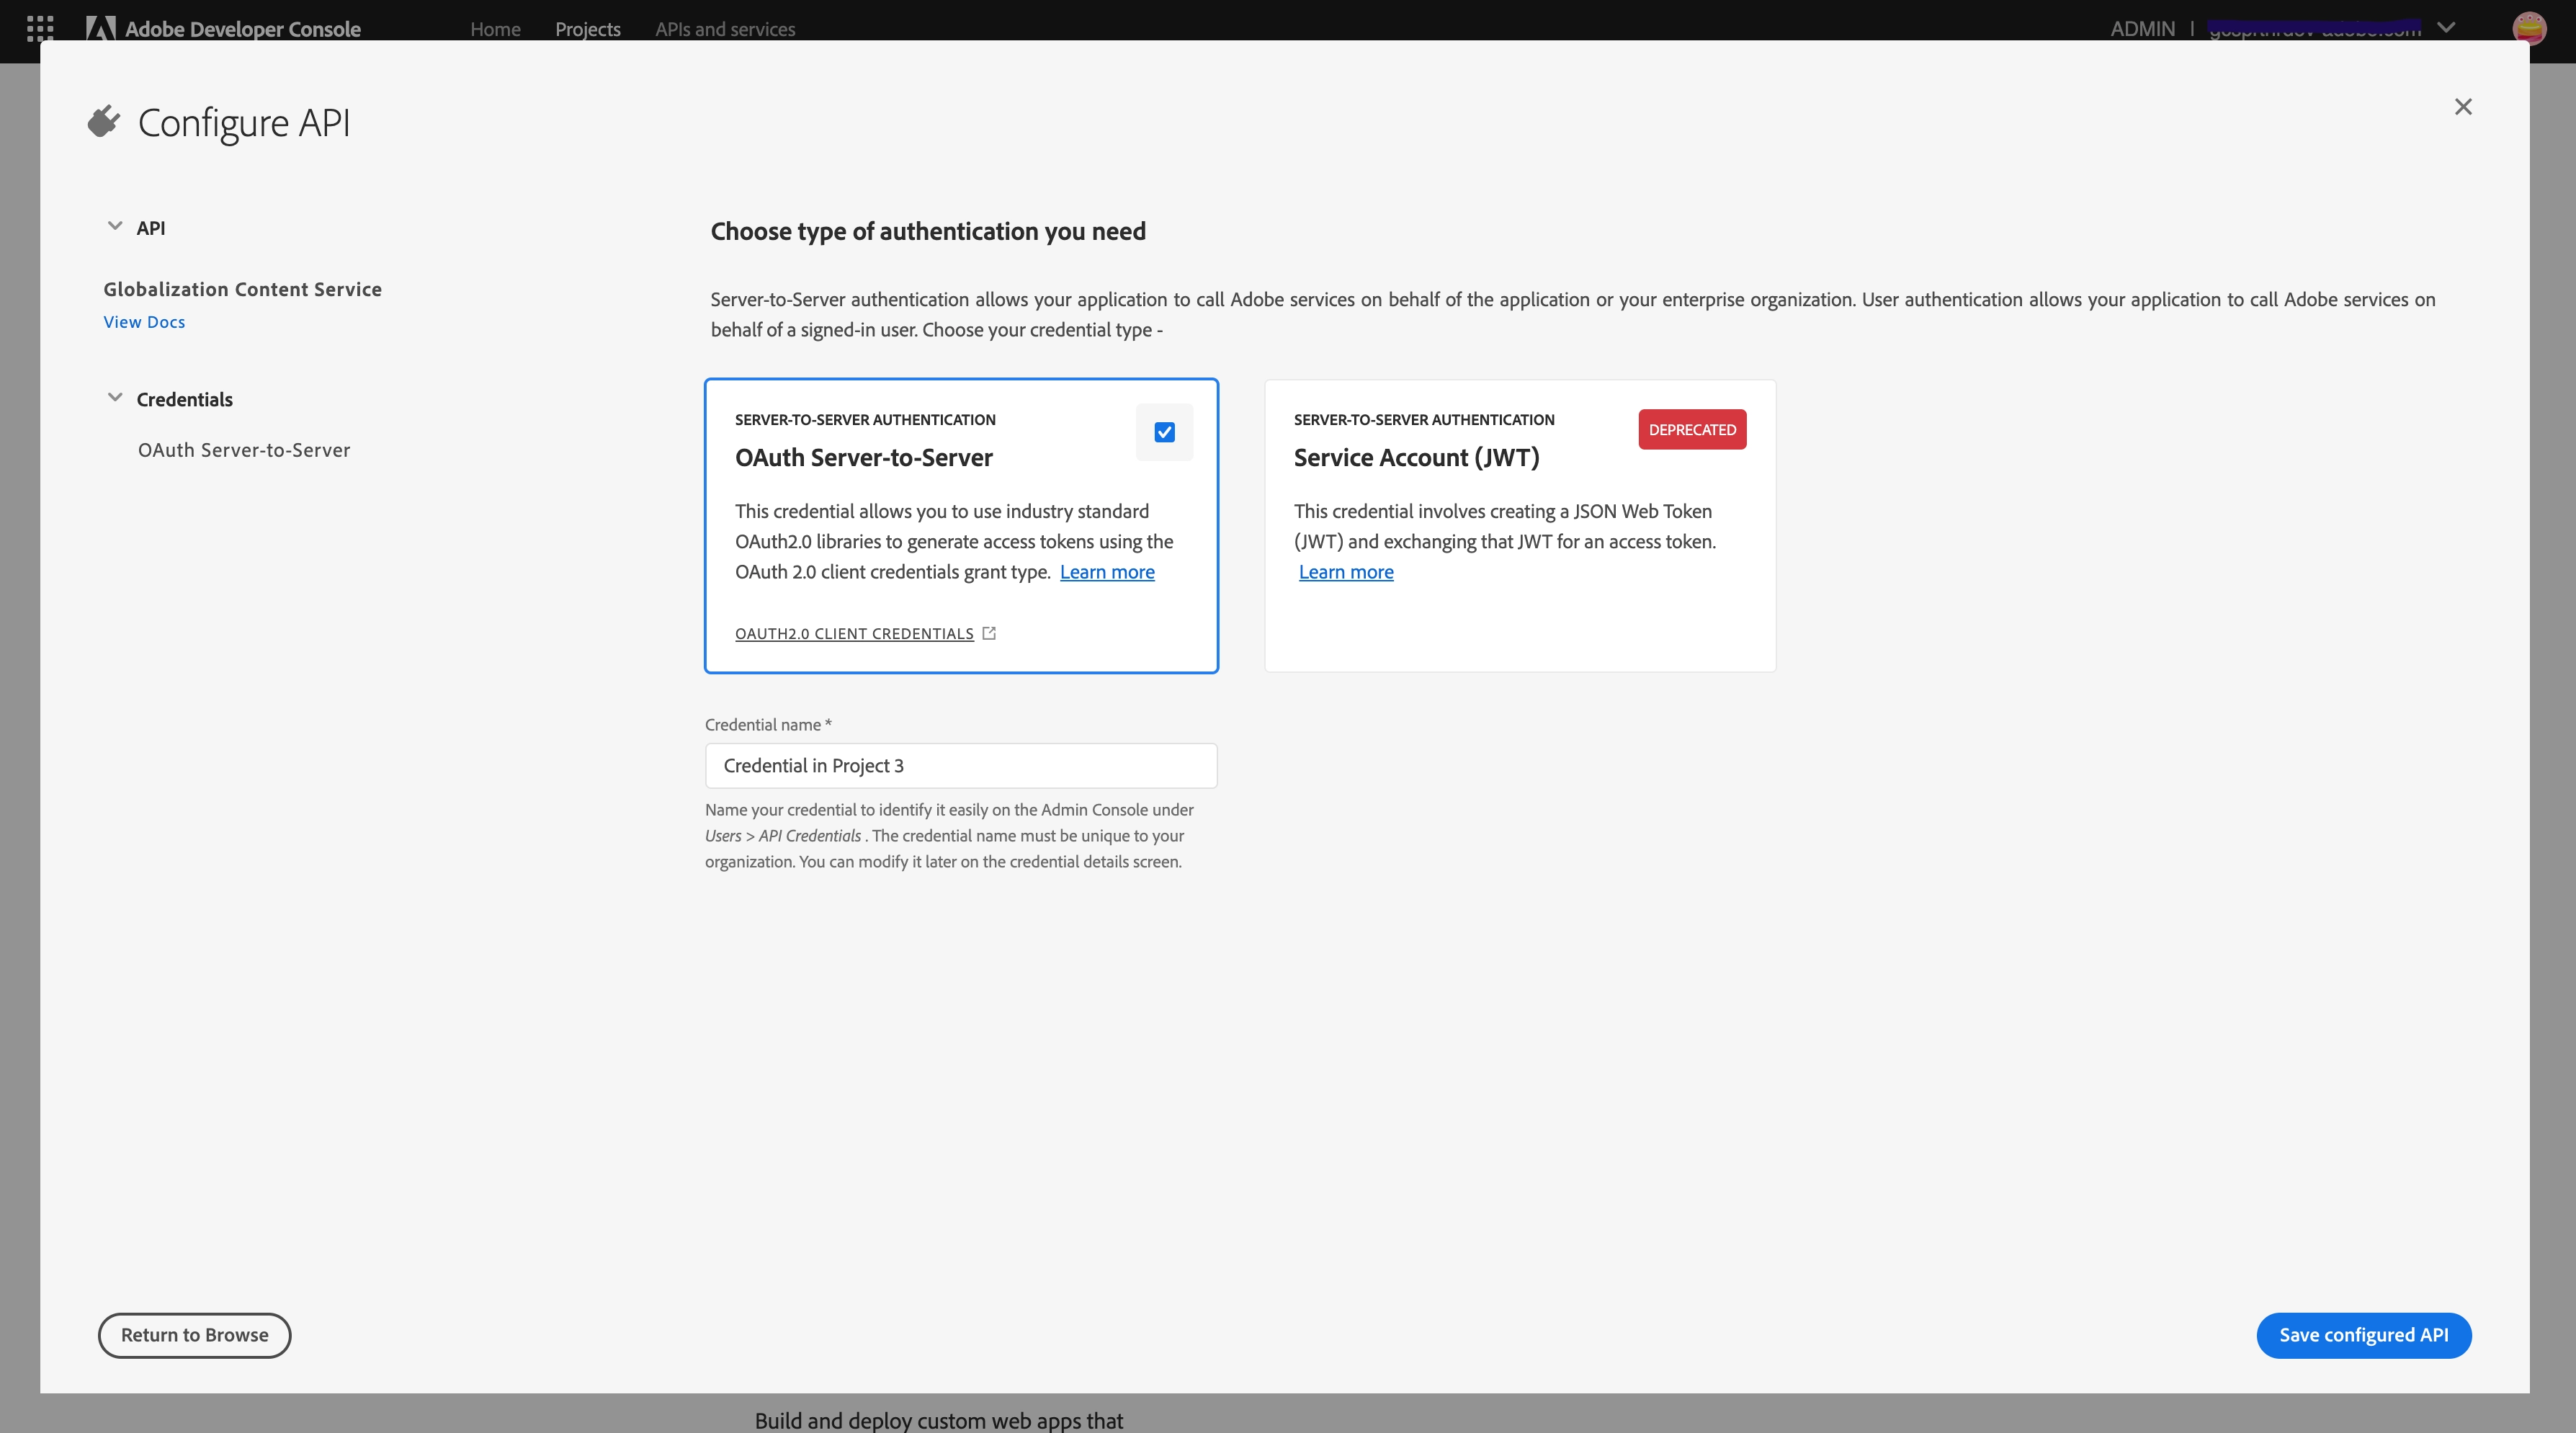 Adobe Developer Console
Home
Projects
APIs and services
ADMIN |
Configure API
API
Globalization Content Service
View Docs
Credentials
OAuth Server-to-Server
Choose type of authentication you need
Server-to-Server authentication allows your application to call Adobe services on behalf of the application or your enterprise organization. User authentication allows your application to call Adobe services on
behalf of a signed-in user. Choose your credential type -
SERVER-TO-SERVER AUTHENTICATION
OAuth Server-to-Server
This credential allows you to use industry standard
OAuth2.0 libraries to generate access tokens using the
OAuth 2.0 client credentials grant type. Learn more
OAUTH2.0 CLIENT CREDENTIALS
SERVER-TO-SERVER AUTHENTICATION
DEPRECATED
Service Account (JWT)
This credential involves creating a JSON Web Token
(JWT) and exchanging that JWT for an access token.
Learn more
Credential name *
Credential in Project 3
Name your credential to identify it easily on the Admin Console under
Users > API Credentials . The credential name must be unique to your
organization. You can modify it later on the credential details screen.
Return to Browse
Save configured API
Build and deploy custom web apps that